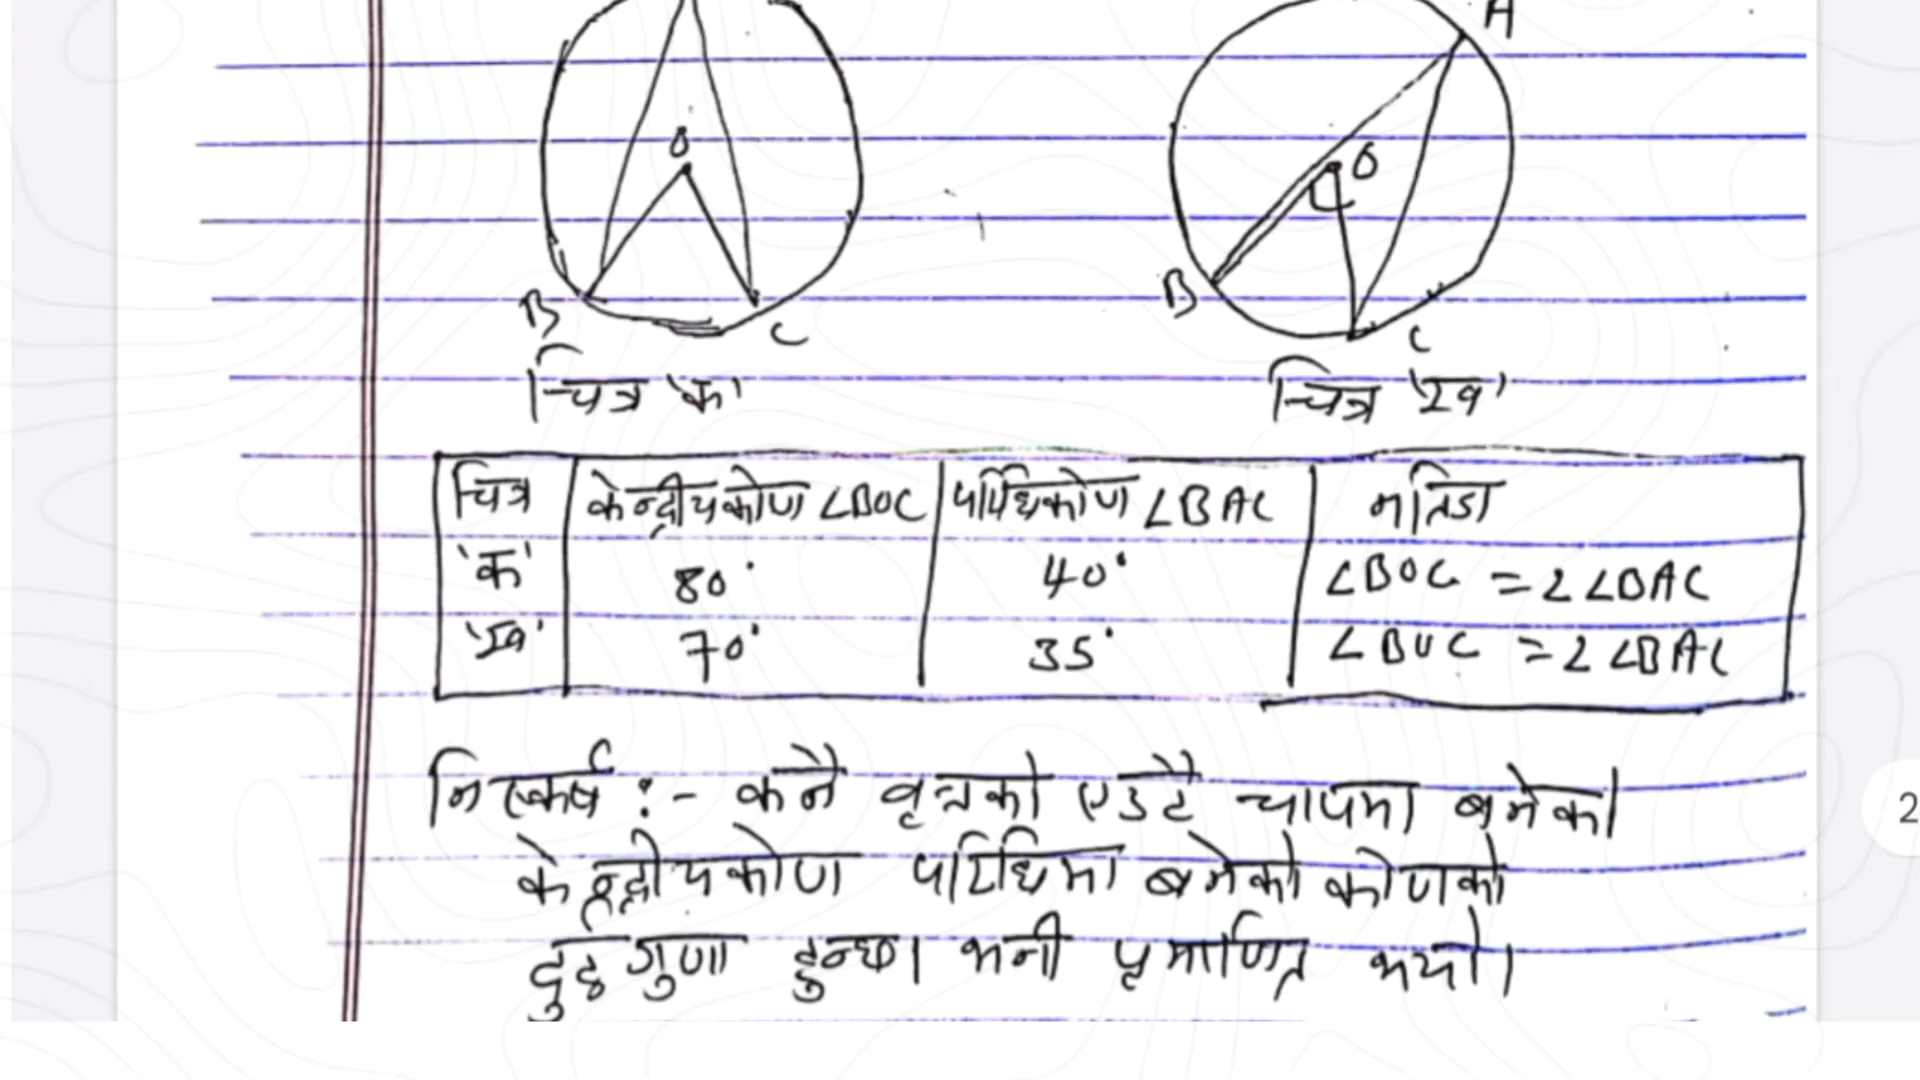 A
O
O
B
C
B
C
चित्र 'क'
चित्र 'ख'
चित्र केन्द्रीयकोण ∠BOC परिधिकोण ∠BAC नतिजा
'क' 80° 40° ∠BOC = 2∠BAC
'ख' 70° 35° ∠BOC = 2∠BAC
निष्कर्ष :- कुनै वृत्तको एउटै चापमा बनेका
केन्द्रीयकोण परिधिमा बनेको कोणको
दुई गुणा हुन्छ। भनी प्रमाणित भयो।
2